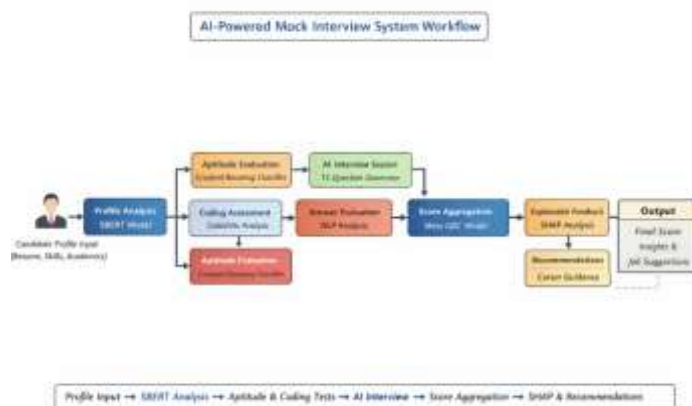 AI-Powered Mock Interview System Workflow
Aptitude Evaluation
Gradient Boosting Classifier
AI Interview Session
T5 Question Generator
Profile Analysis
SBERT Model
Coding Assessment
CodeBERT Analysis
Answer Evaluation
NLP Analysis
Score Aggregation
Explainable Feedback
SHAP Analysis
Output
Final Score
Insights &
Job Suggestions
Candidate Profile Input
(Resume, Skills, Academics)
Aptitude Evaluation
Recommendations
Career Guidance
Profile Input → SBERT Analysis → Aptitude & Coding Tests → AI Interview → Score Aggregation → SHAP & Recommendations